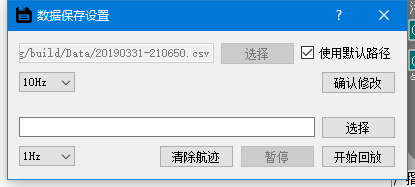 数据保存设置
g/build/Data/20190331-210650.csv 选择 使用默认路径
10Hz 确认修改
选择
1Hz 清除航迹 暂停 开始回放